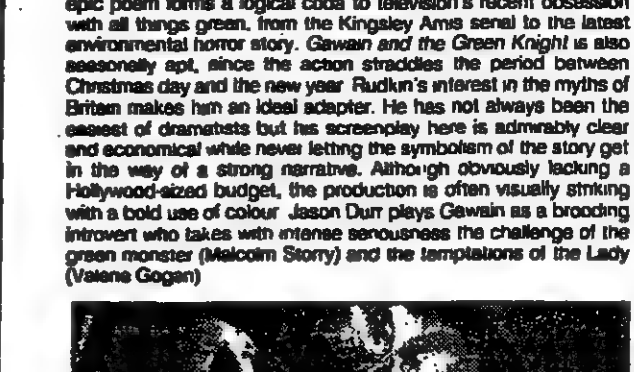 epic poem forms a logical coda to television's recent obsession
with all things green, from the Kingsley Amis serial to the latest
environmental horror story. Gawain and the Green Knight is also
seasonally apt, since the action straddles the period between
Christmas day and the new year Rudkin's interest in the myths of
Britain makes him an ideal adapter. He has not always been the
easiest of dramatists but his screenplay here is admirably clear
and economical while never letting the symbolism of the story get
in the way of a strong narrative. Although obviously lacking a
Hollywood-sized budget, the production is often visually striking
with a bold use of colour Jason Durr plays Gawain as a brooding
introvert who takes with intense seriousness the challenge of the
green monster (Malcolm Storry) and the temptations of the Lady
(Valerie Gogan)